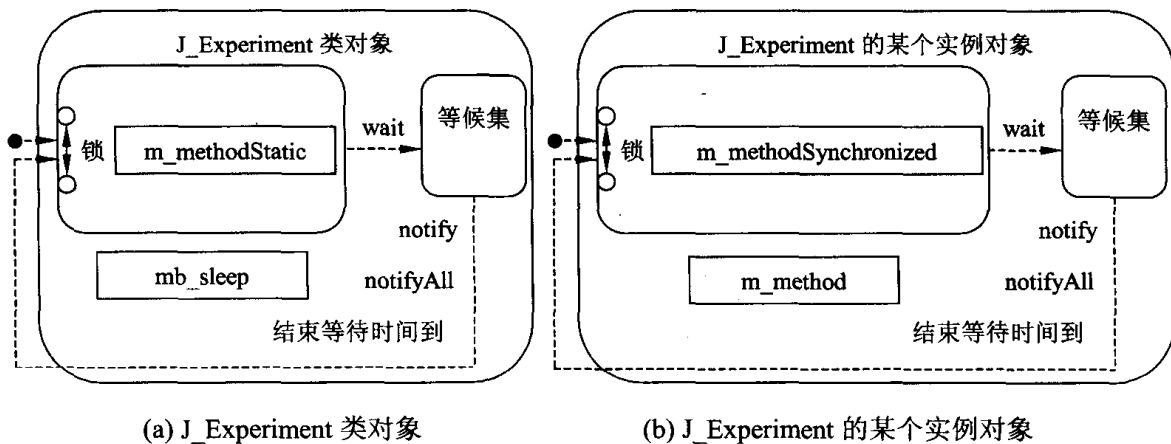 J_Experiment 类对象
锁
m_methodStatic
wait
等候集
mb_sleep
notify
notifyAll
结束等待时间到
(a) J_Experiment 类对象
J_Experiment 的某个实例对象
锁
m_methodSynchronized
wait
等候集
m_method
notify
notifyAll
结束等待时间到
(b) J_Experiment 的某个实例对象